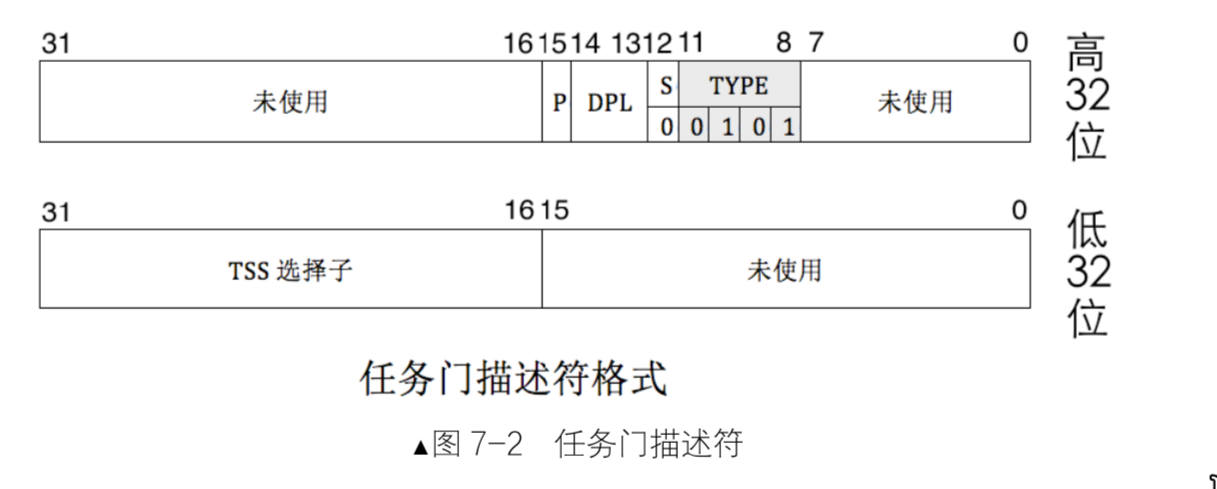 31 16 15 14 13 12 11 8 7 0
未使用 P DPL S TYPE 未使用
0 0 1 0 1
高32位
31 16 15 0
TSS 选择子 未使用
低32位
任务门描述符格式
▲图 7-2 任务门描述符